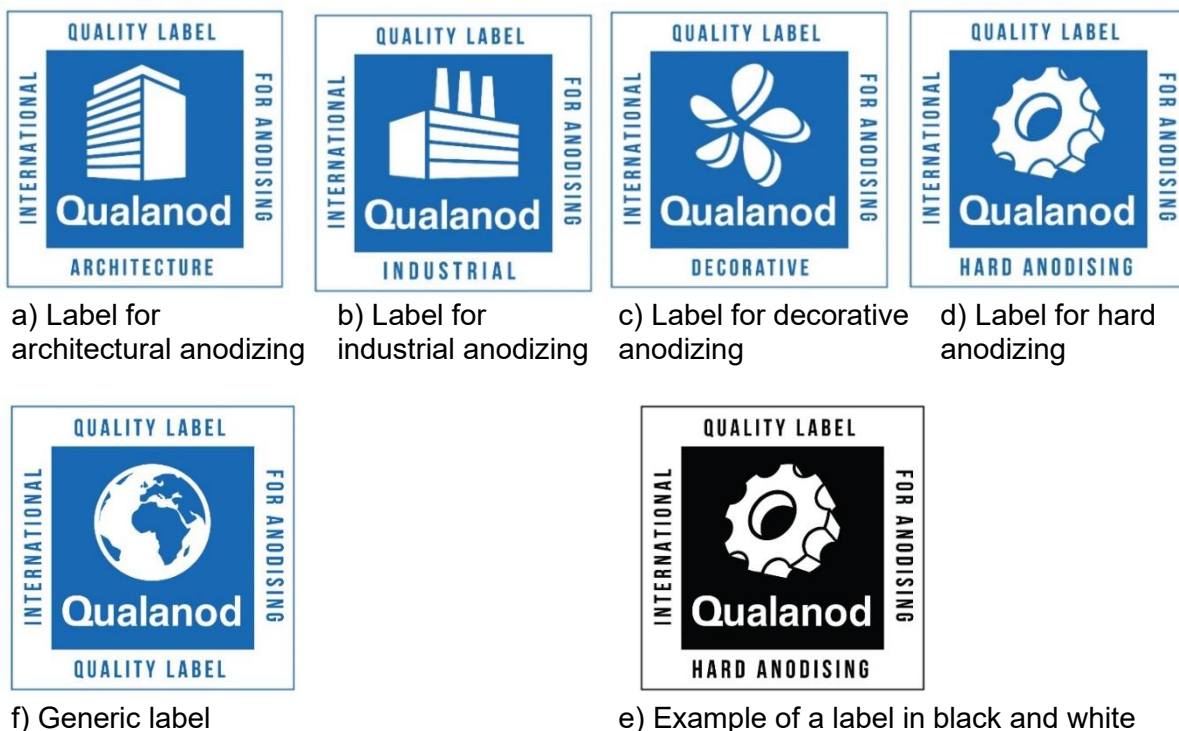 QUALITY LABEL
INTERNATIONAL
FOR ANODISING
Qualanod
ARCHITECTURE
a) Label for
architectural anodizing
QUALITY LABEL
INTERNATIONAL
FOR ANODISING
Qualanod
INDUSTRIAL
b) Label for
industrial anodizing
QUALITY LABEL
INTERNATIONAL
FOR ANODISING
Qualanod
DECORATIVE
c) Label for decorative
anodizing
QUALITY LABEL
INTERNATIONAL
FOR ANODISING
Qualanod
HARD ANODISING
d) Label for hard
anodizing
QUALITY LABEL
INTERNATIONAL
FOR ANODISING
Qualanod
QUALITY LABEL
f) Generic label
QUALITY LABEL
INTERNATIONAL
FOR ANODISING
Qualanod
HARD ANODISING
e) Example of a label in black and white